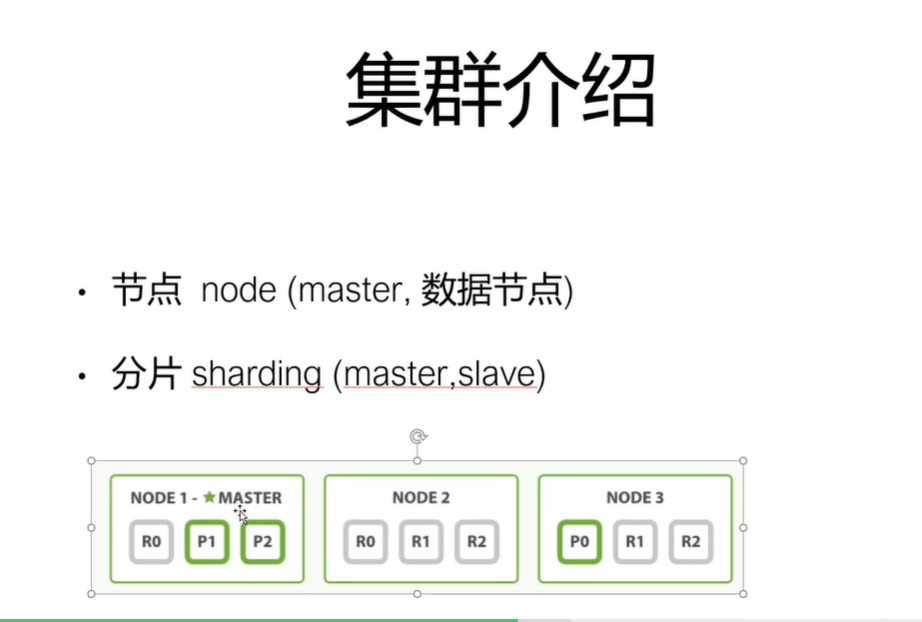 集群介绍
• 节点 node (master, 数据节点)
• 分片 sharding (master,slave)
NODE 1 - ★MASTER
R0 P1 P2
NODE 2
R0 R1 R2
NODE 3
P0 R1 R2